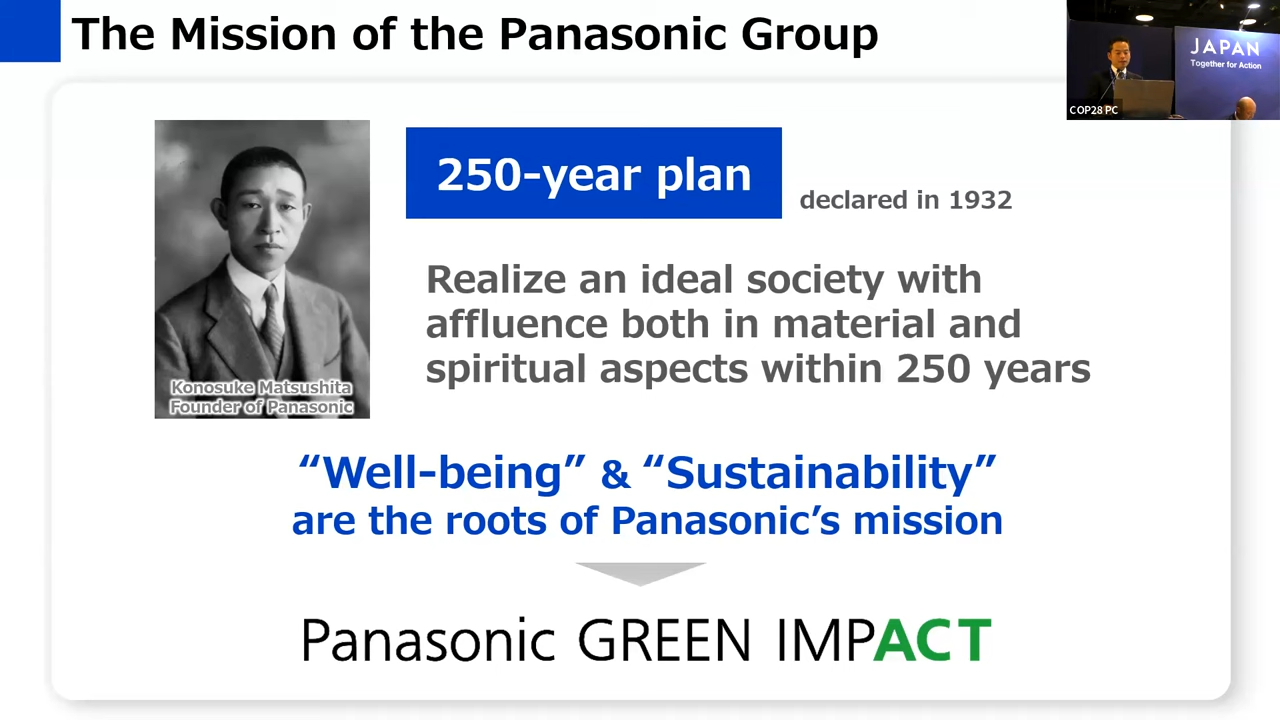 The Mission of the Panasonic Group
JAPAN
Together for Action
COP28 PC
250-year plan
declared in 1932
Realize an ideal society with
affluence both in material and
spiritual aspects within 250 years
Konosuke Matsushita
Founder of Panasonic
“Well-being” & “Sustainability”
are the roots of Panasonic’s mission
Panasonic GREEN IMPACT